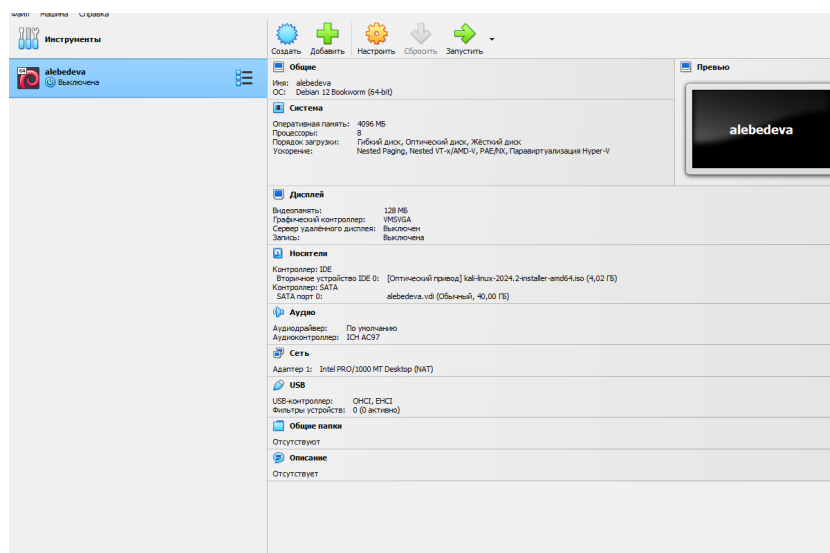 Файл Машина Справка
Инструменты
Создать Добавить Настроить Сбросить Запустить
64
alebedeva
Выключена
Общие
Имя: alebedeva
ОС: Debian 12 Bookworm (64-bit)
Превью
alebedeva
Система
Оперативная память: 4096 МБ
Процессоры: 8
Порядок загрузки: Гибкий диск, Оптический диск, Жёсткий диск
Ускорение: Nested Paging, Nested VT-x/AMD-V, PAE/NX, Паравиртуализация Hyper-V
Дисплей
Видеопамять: 128 МБ
Графический контроллер: VMSVGA
Сервер удалённого дисплея: Выключен
Запись: Выключена
Носители
Контроллер: IDE
Вторичное устройство IDE 0: [Оптический привод] kali-linux-2024.2-installer-amd64.iso (4,02 ГБ)
Контроллер: SATA
SATA порт 0: alebedeva.vdi (Обычный, 40,00 ГБ)
Аудио
Аудиодрайвер: По умолчанию
Аудиоконтроллер: ICH AC97
Сеть
Адаптер 1: Intel PRO/1000 MT Desktop (NAT)
USB
USB-контроллер: OHCI, EHCI
Фильтры устройств: 0 (0 активно)
Общие папки
Отсутствуют
Описание
Отсутствует